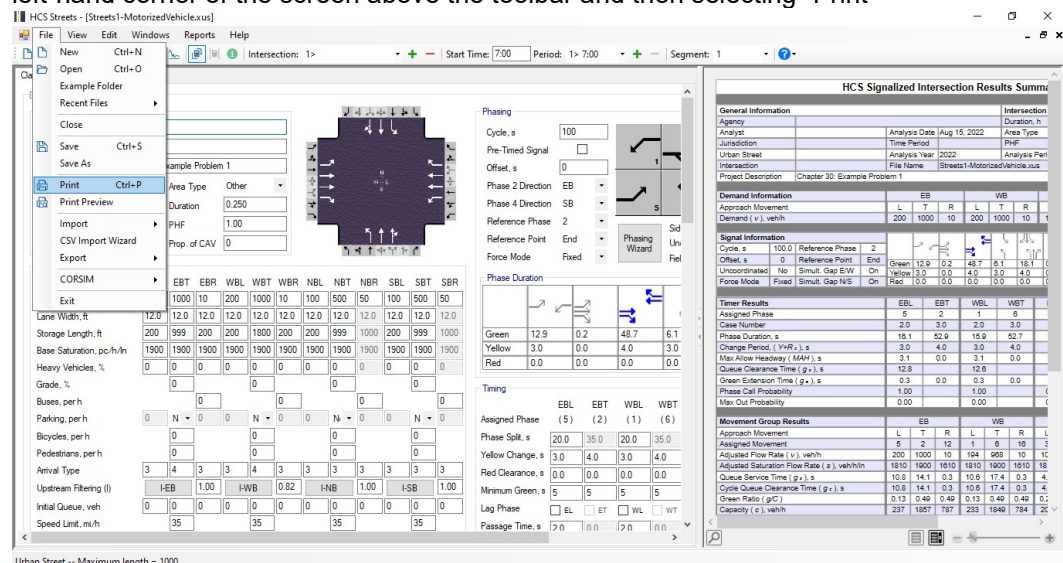 left-hand corner of the screen above the toolbar and then selecting "Print"
HCS Streets - [Streets1-MotorizedVehicle.xus]
File View Edit Windows Reports Help
Intersection: 1> Start Time: 7:00 Period: 1> 7:00 Segment: 1
New Ctrl+N
Open Ctrl+O
Example Folder
Recent Files
Close
Save Ctrl+S
Save As
Print Ctrl+P
Print Preview
Import
CSV Import Wizard
Export
CORSIM
Exit
xample Problem 1
Area Type Other
Duration 0.250
PHF 1.00
Prop. of CAV 0
EBT EBR WBL WBT WBR NBL NBT NBR SBL SBT SBR
1000 10 200 1000 10 100 500 50 100 500 50
Lane Width, ft 12.0 12.0 12.0 12.0 12.0 12.0 12.0 12.0 12.0 12.0 12.0 12.0
Storage Length, ft 200 999 200 200 1800 200 200 999 1000 200 999 1000
Base Saturation, pc/h/ln 1900 1900 1900 1900 1900 1900 1900 1900 1900 1900 1900 1900
Heavy Vehicles, % 0 0 0 0 0 0 0 0 0 0 0 0
Grade, % 0 0 0 0
Buses, per h 0 0 0 0
Parking, per h 0 N 0 0 N 0 0 N 0 0 N 0
Bicycles, per h 0 0 0 0
Pedestrians, per h 0 0 0 0
Arrival Type 3 4 3 3 4 3 3 3 3 3 3 3
Upstream Filtering (I) I-EB 1.00 I-WB 0.82 I-NB 1.00 I-SB 1.00
Initial Queue, veh 0 0 0 0 0 0 0 0 0 0 0 0
Speed Limit, mi/h 35 35 35 35
Phasing
Cycle, s 100
Pre-Timed Signal
Offset, s 0
Phase 2 Direction EB
Phase 4 Direction SB
Reference Phase 2
Reference Point End
Force Mode Fixed
1
5
Phasing Wizard
Sid
Un
Fiel
Phase Duration
Green 12.9 0.2 48.7 6.1
Yellow 3.0 0.0 4.0 3.0
Red 0.0 0.0 0.0 0.0
Timing
EBL EBT WBL WBT
Assigned Phase (5) (2) (1) (6)
Phase Split, s 20.0 35.0 20.0 35.0
Yellow Change, s 3.0 4.0 3.0 4.0
Red Clearance, s 0.0 0.0 0.0 0.0
Minimum Green, s 5 5 5 5
Lag Phase EL ET WL WT
Passage Time, s 2.0 0.0 2.0 0.0
HCS Signalized Intersection Results Summa
General Information Intersection
Agency Duration, h
Analyst Analysis Date Aug 15, 2022 Area Type
Jurisdiction Time Period PHF
Urban Street Analysis Year 2022 Analysis Peri
Intersection File Name Streets1-MotorizedVehicle.xus
Project Description Chapter 30: Example Problem 1
Demand Information EB WB
Approach Movement L T R L T R
Demand ( v ), veh/h 200 1000 10 200 1000 10
Signal Information
Cycle, s 100.0 Reference Phase 2
Offset, s 0 Reference Point End
Uncoordinated No Simult. Gap E/W On
Force Mode Fixed Simult. Gap N/S On
Green 12.9 0.2 48.7 6.1 18.1
Yellow 3.0 0.0 4.0 3.0 4.0
Red 0.0 0.0 0.0 0.0 0.0
Timer Results EBL EBT WBL WBT
Assigned Phase 5 2 1 6
Case Number 2.0 3.0 2.0 3.0
Phase Duration, s 16.1 52.9 15.9 52.7
Change Period, ( Y+R c ), s 3.0 4.0 3.0 4.0
Max Allow Headway ( MAH ), s 3.1 0.0 3.1 0.0
Queue Clearance Time ( g s ), s 12.8 12.6
Green Extension Time ( g e ), s 0.3 0.0 0.3 0.0
Phase Call Probability 1.00 1.00
Max Out Probability 0.00 0.00
Movement Group Results EB WB
Approach Movement L T R L T R
Assigned Movement 5 2 12 1 6 16
Adjusted Flow Rate ( v ), veh/h 200 1000 10 194 968 10
Adjusted Saturation Flow Rate ( s ), veh/h/ln 1810 1900 1610 1810 1900 1610
Queue Service Time ( g s ), s 10.8 14.1 0.3 10.6 17.4 0.3
Cycle Queue Clearance Time ( g c ), s 10.8 14.1 0.3 10.6 17.4 0.3
Green Ratio ( g/C ) 0.13 0.49 0.49 0.13 0.49 0.49
Capacity ( c ), veh/h 237 1857 787 233 1849 784
Urban Street -- Maximum length = 1000